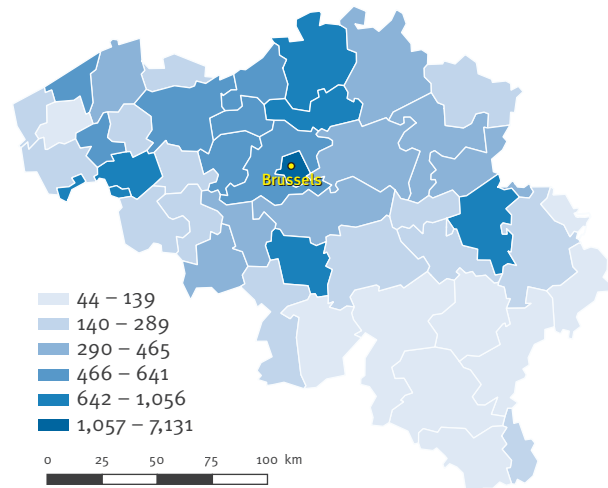 Brussels
44 – 139
140 – 289
290 – 465
466 – 641
642 – 1,056
1,057 – 7,131
0 25 50 75 100 km